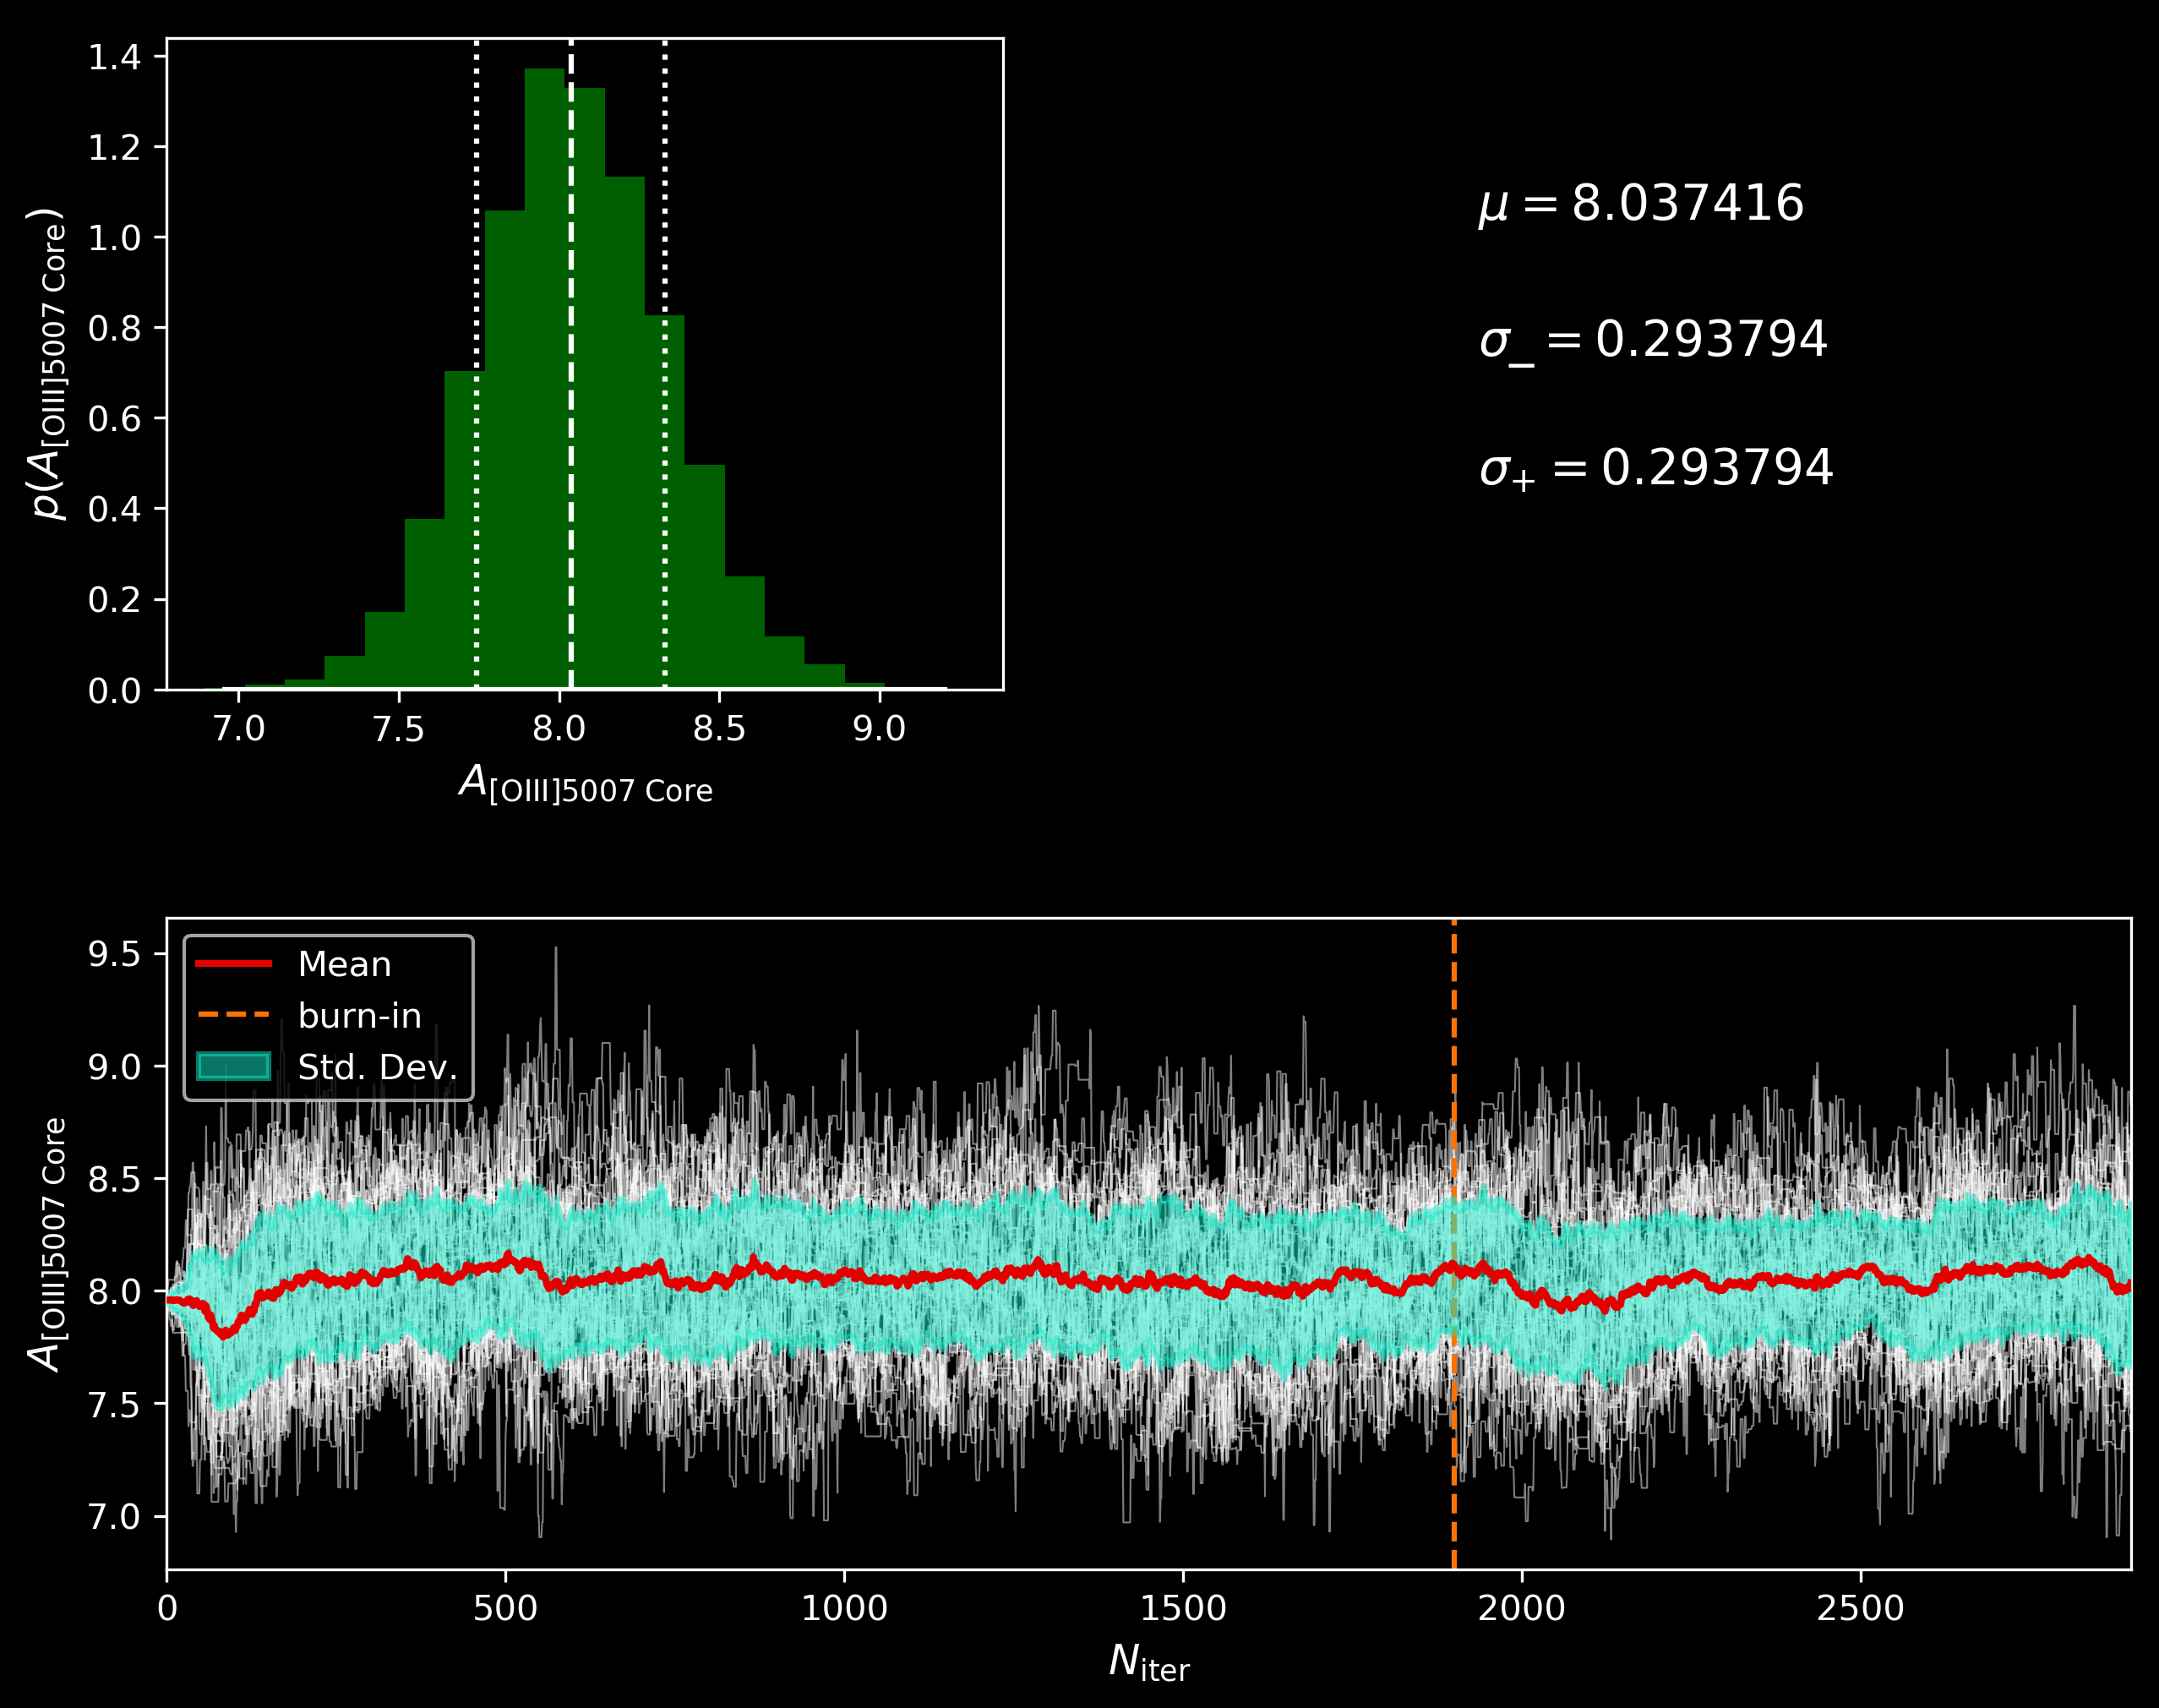 1.4
1.2
1.0
0.8
0.6
0.4
0.2
0.0
p(A[OIII]5007 Core)
7.0 7.5 8.0 8.5 9.0
A[OIII]5007 Core
μ = 8.037416
σ− = 0.293794
σ+ = 0.293794
9.5
9.0
8.5
8.0
7.5
7.0
A[OIII]5007 Core
Mean
burn-in
Std. Dev.
0 500 1000 1500 2000 2500
Niter